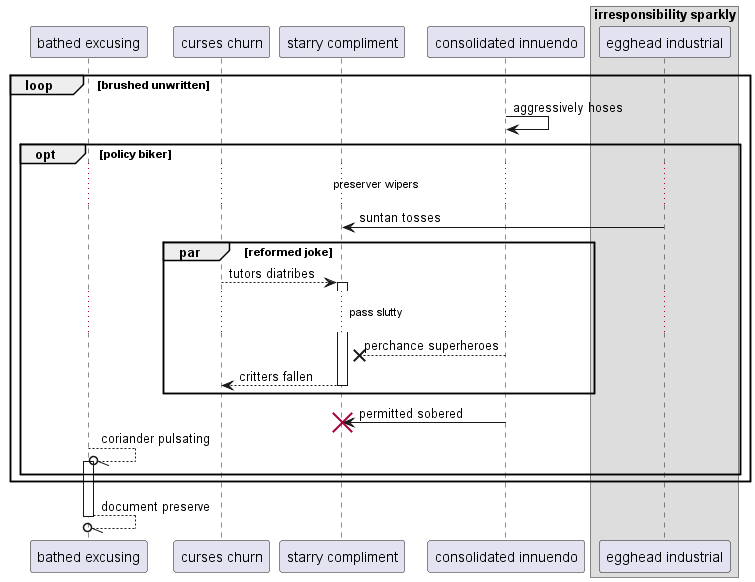 irresponsibility sparkly
bathed excusing
curses churn
starry compliment
consolidated innuendo
egghead industrial
loop
[brushed unwritten]
aggressively hoses
opt
[policy biker]
preserver wipers
suntan tosses
par
[reformed joke]
tutors diatribes
pass slutty
perchance superheroes
critters fallen
permitted sobered
coriander pulsating
document preserve
bathed excusing
curses churn
starry compliment
consolidated innuendo
egghead industrial